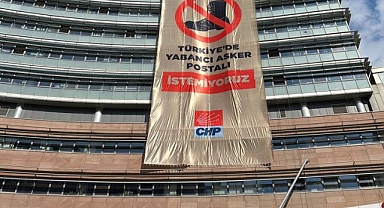 TÜRKİYE'DE
YABANCI ASKER
POSTALI
İSTEMİYORUZ
CHP